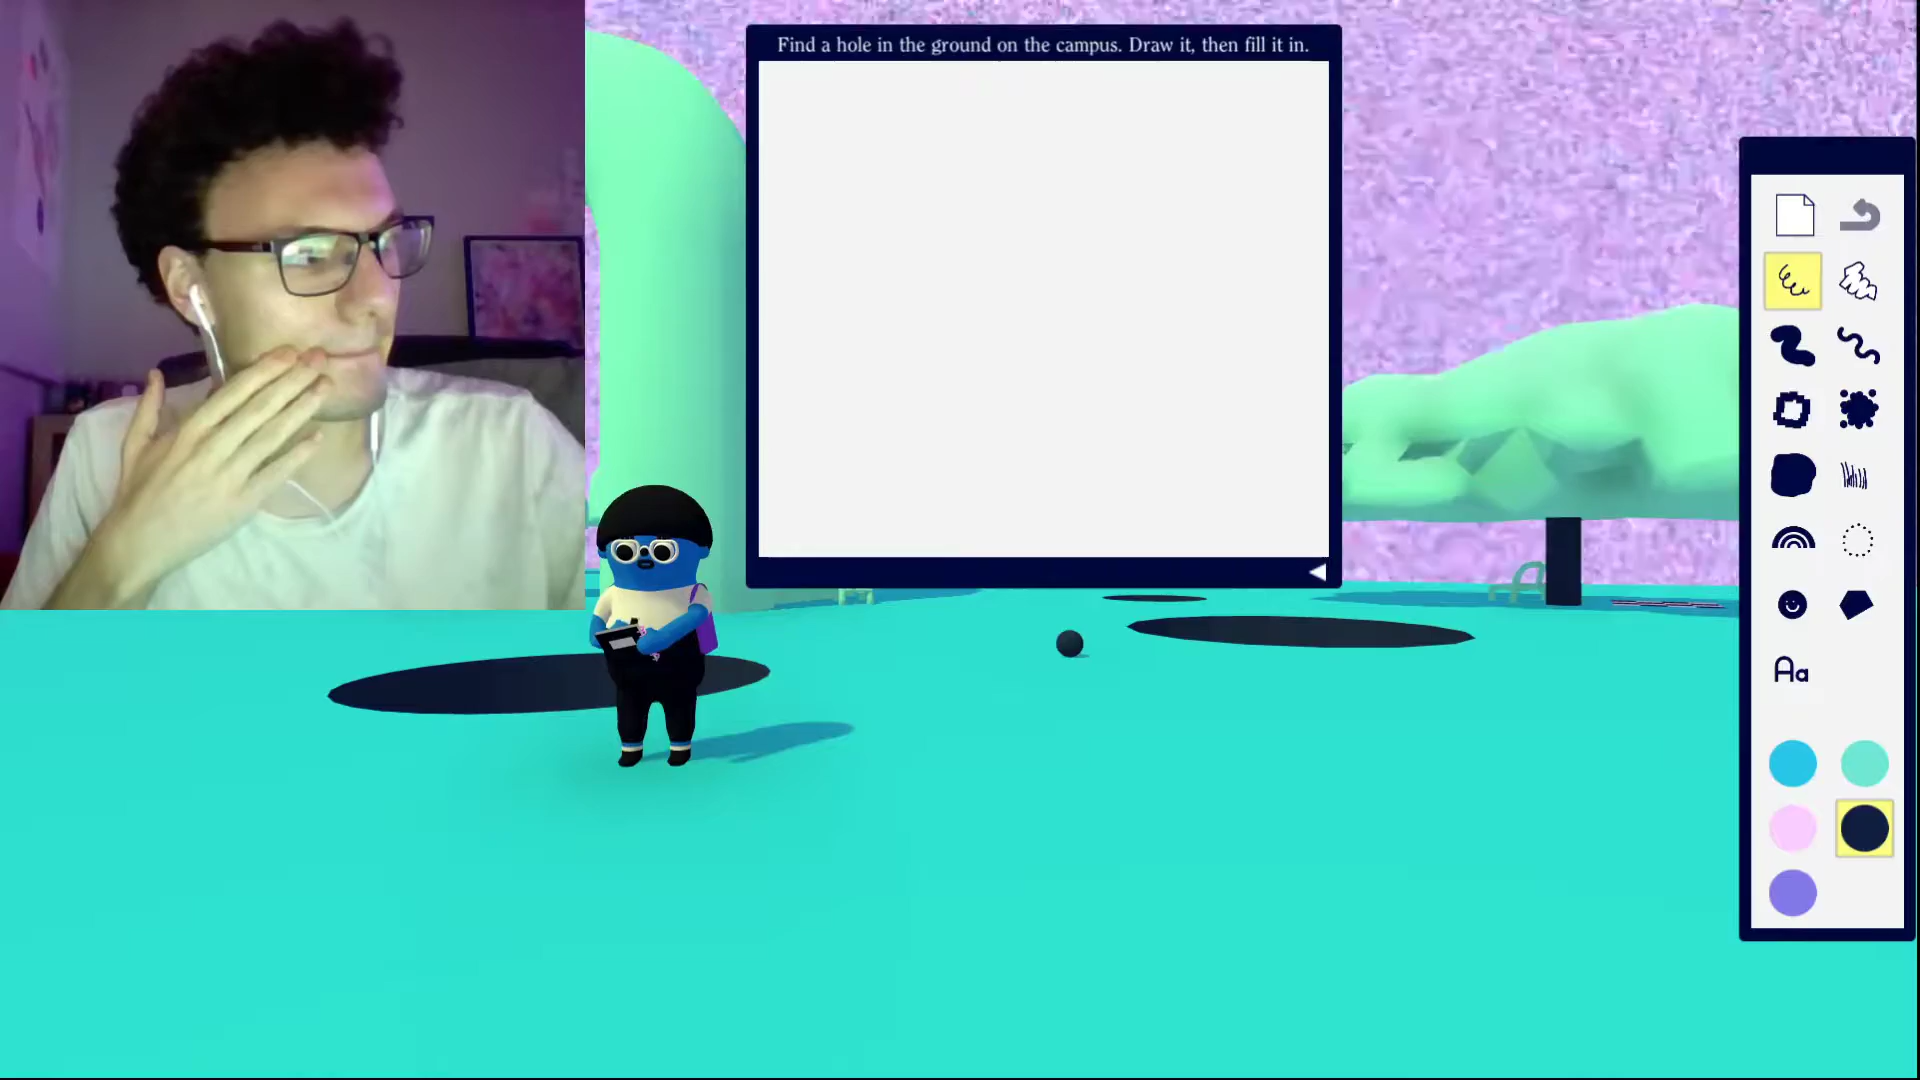 Find a hole in the ground on the campus. Draw it, then fill it in.
Aa